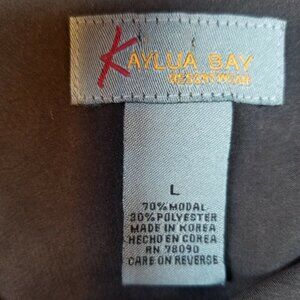 KAYLUA BAY
RESORTWEAR
L
70% MODAL
30% POLYESTER
MADE IN KOREA
HECHO EN COREA
RN 78090
CARE ON REVERSE